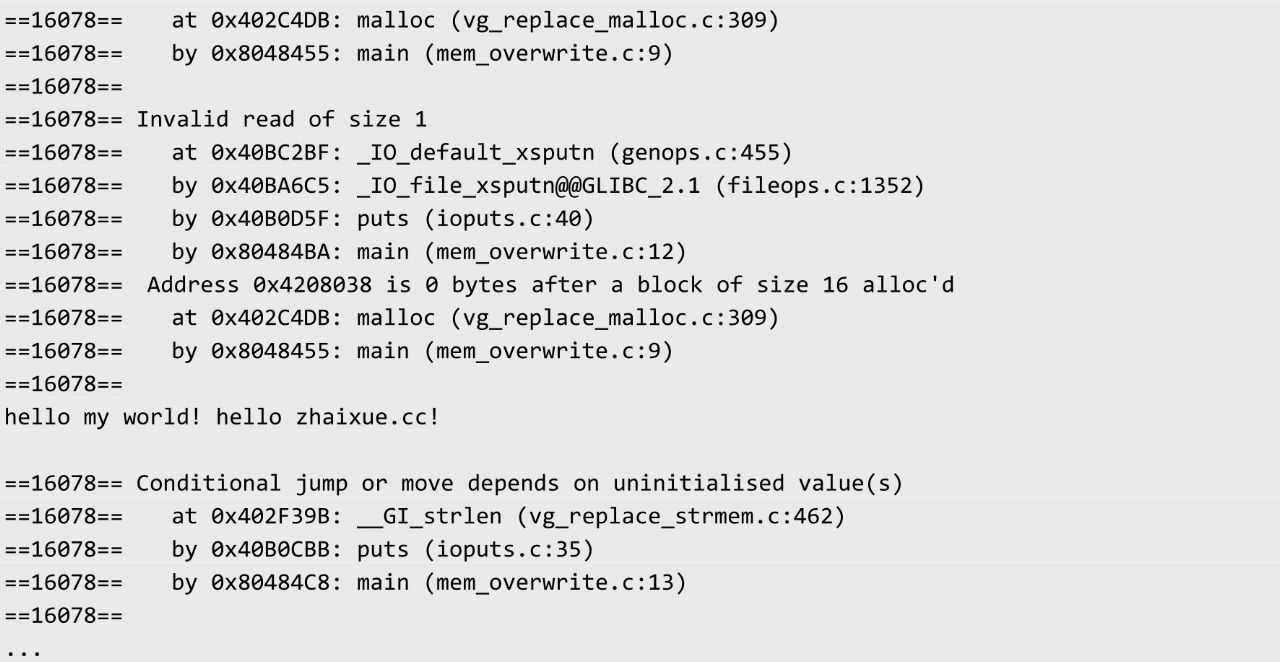 ==16078==    at 0x402C4DB: malloc (vg_replace_malloc.c:309)
==16078==    by 0x8048455: main (mem_overwrite.c:9)
==16078==
==16078== Invalid read of size 1
==16078==    at 0x40BC2BF: _IO_default_xsputn (genops.c:455)
==16078==    by 0x40BA6C5: _IO_file_xsputn@@GLIBC_2.1 (fileops.c:1352)
==16078==    by 0x40B0D5F: puts (ioputs.c:40)
==16078==    by 0x80484BA: main (mem_overwrite.c:12)
==16078==  Address 0x4208038 is 0 bytes after a block of size 16 alloc'd
==16078==    at 0x402C4DB: malloc (vg_replace_malloc.c:309)
==16078==    by 0x8048455: main (mem_overwrite.c:9)
==16078==
hello my world! hello zhaixue.cc!
==16078== Conditional jump or move depends on uninitialised value(s)
==16078==    at 0x402F39B: __GI_strlen (vg_replace_strmem.c:462)
==16078==    by 0x40B0CBB: puts (ioputs.c:35)
==16078==    by 0x80484C8: main (mem_overwrite.c:13)
==16078==
...